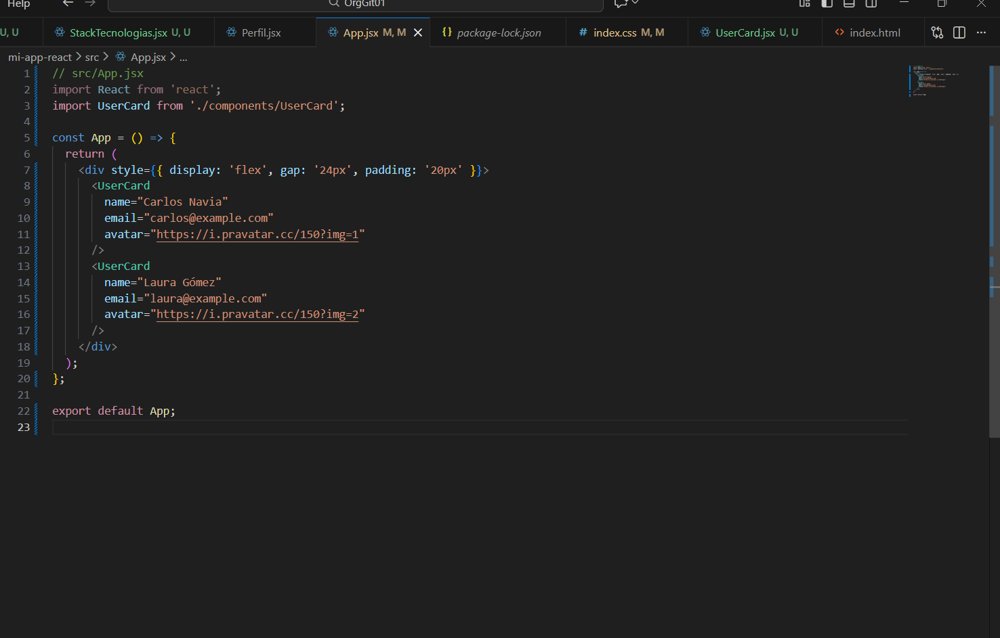 Help
OrgGit01
U, U
StackTecnologias.jsx U, U
Perfil.jsx
App.jsx M, M
{} package-lock.json
# index.css M, M
UserCard.jsx U, U
<> index.html
mi-app-react > src > App.jsx > ...
1 // src/App.jsx
2 import React from 'react';
3 import UserCard from './components/UserCard';
4
5 const App = () => {
6   return (
7     <div style={{ display: 'flex', gap: '24px', padding: '20px' }}>
8       <UserCard
9         name="Carlos Navia"
10         email="carlos@example.com"
11         avatar="https://i.pravatar.cc/150?img=1"
12       />
13       <UserCard
14         name="Laura Gómez"
15         email="laura@example.com"
16         avatar="https://i.pravatar.cc/150?img=2"
17       />
18     </div>
19   );
20 };
21
22 export default App;
23